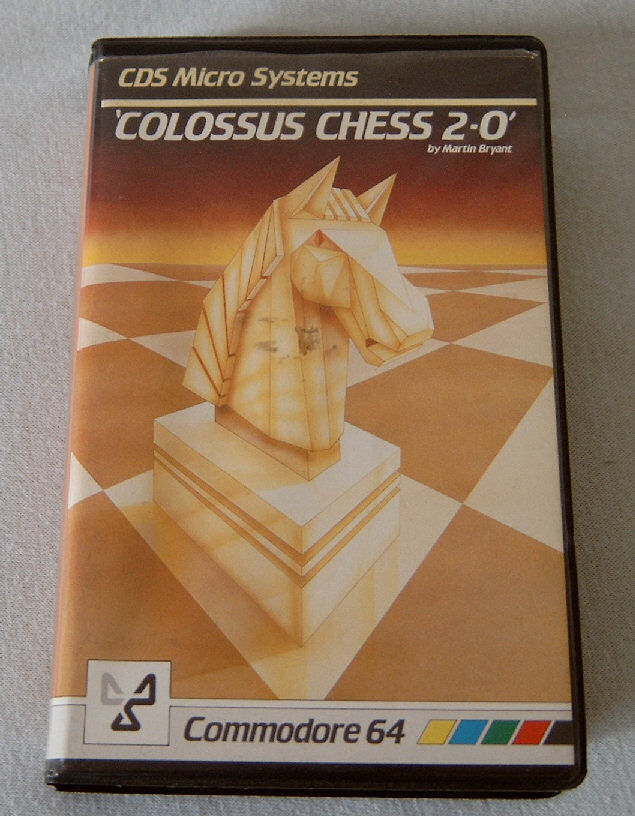 CDS Micro Systems
'COLOSSUS CHESS 2·0'
by Martin Bryant
Commodore 64